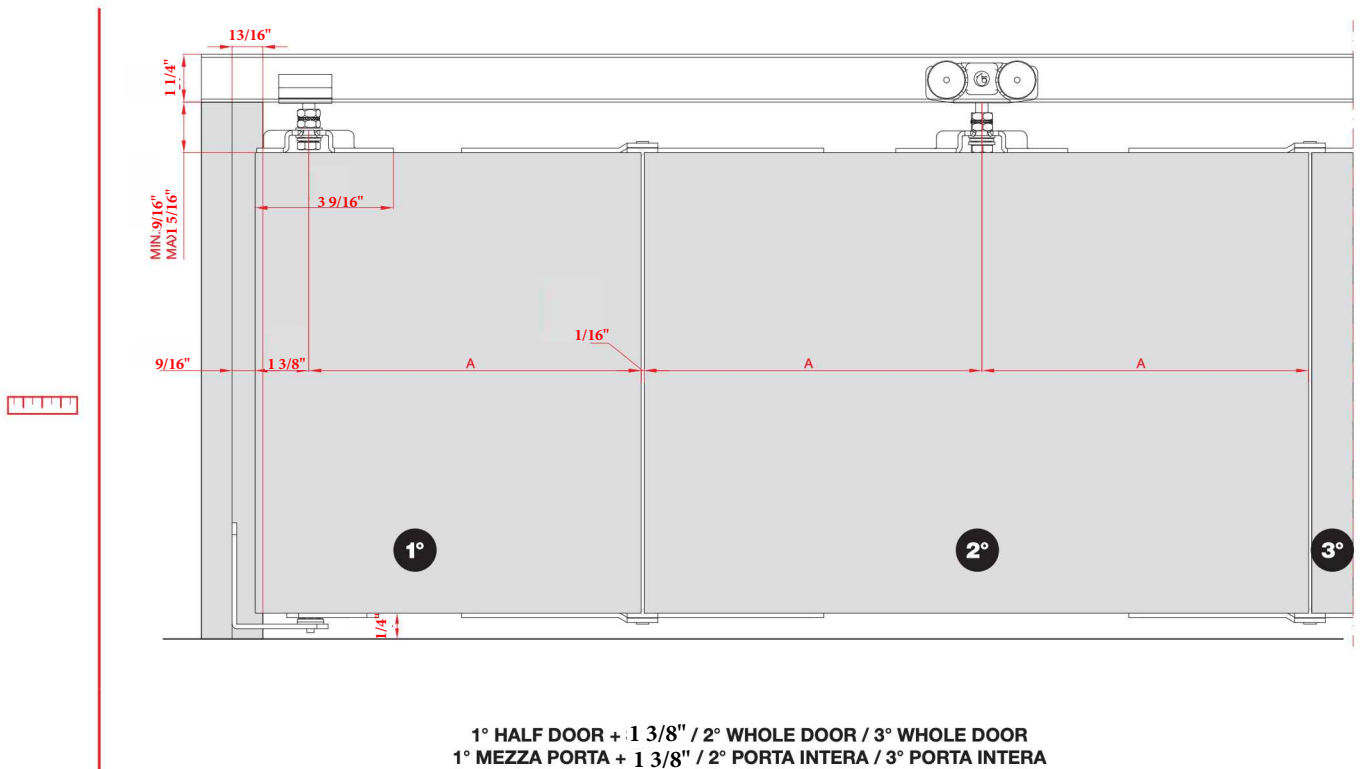 13/16"
1 1/4"
MIN. 9/16"
MAX 1 5/16"
3 9/16"
1/16"
9/16"
1 3/8"
A
A
A
1°
2°
3°
1/4"
1° HALF DOOR + 1 3/8" / 2° WHOLE DOOR / 3° WHOLE DOOR
1° MEZZA PORTA + 1 3/8" / 2° PORTA INTERA / 3° PORTA INTERA